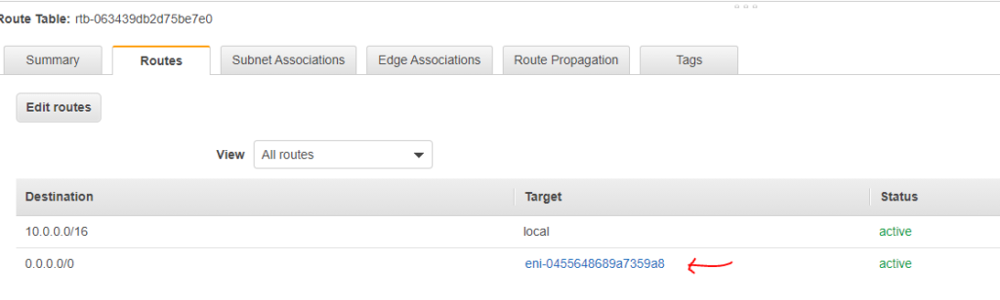 Route Table: rtb-063439db2d75be7e0
Summary Routes Subnet Associations Edge Associations Route Propagation Tags
Edit routes
View All routes
Destination Target Status
10.0.0.0/16 local active
0.0.0.0/0 eni-0455648689a7359a8 active